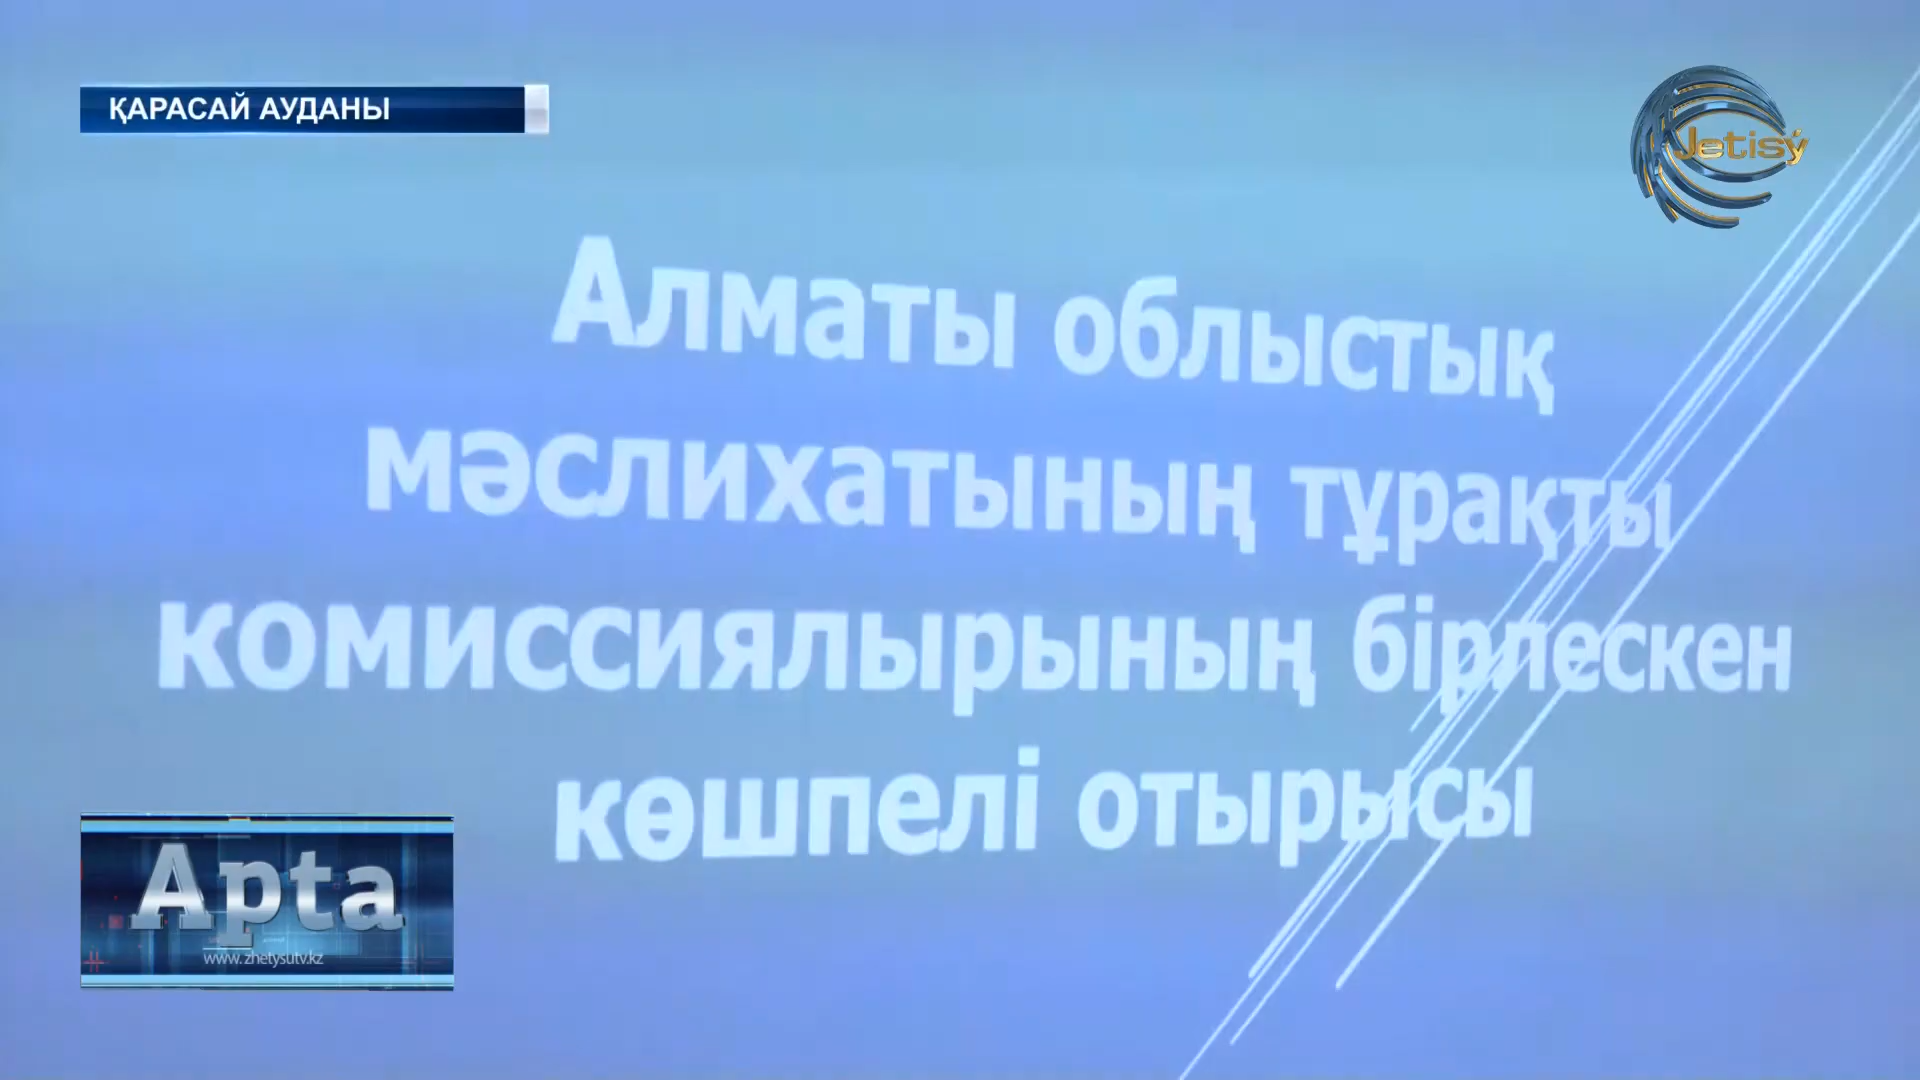 ҚАРАСАЙ АУДАНЫ
Jetisý
Алматы облыстық
мәслихатының тұрақты
комиссиялырының бірлескен
көшпелі отырысы
Apta
www.zhetysutv.kz